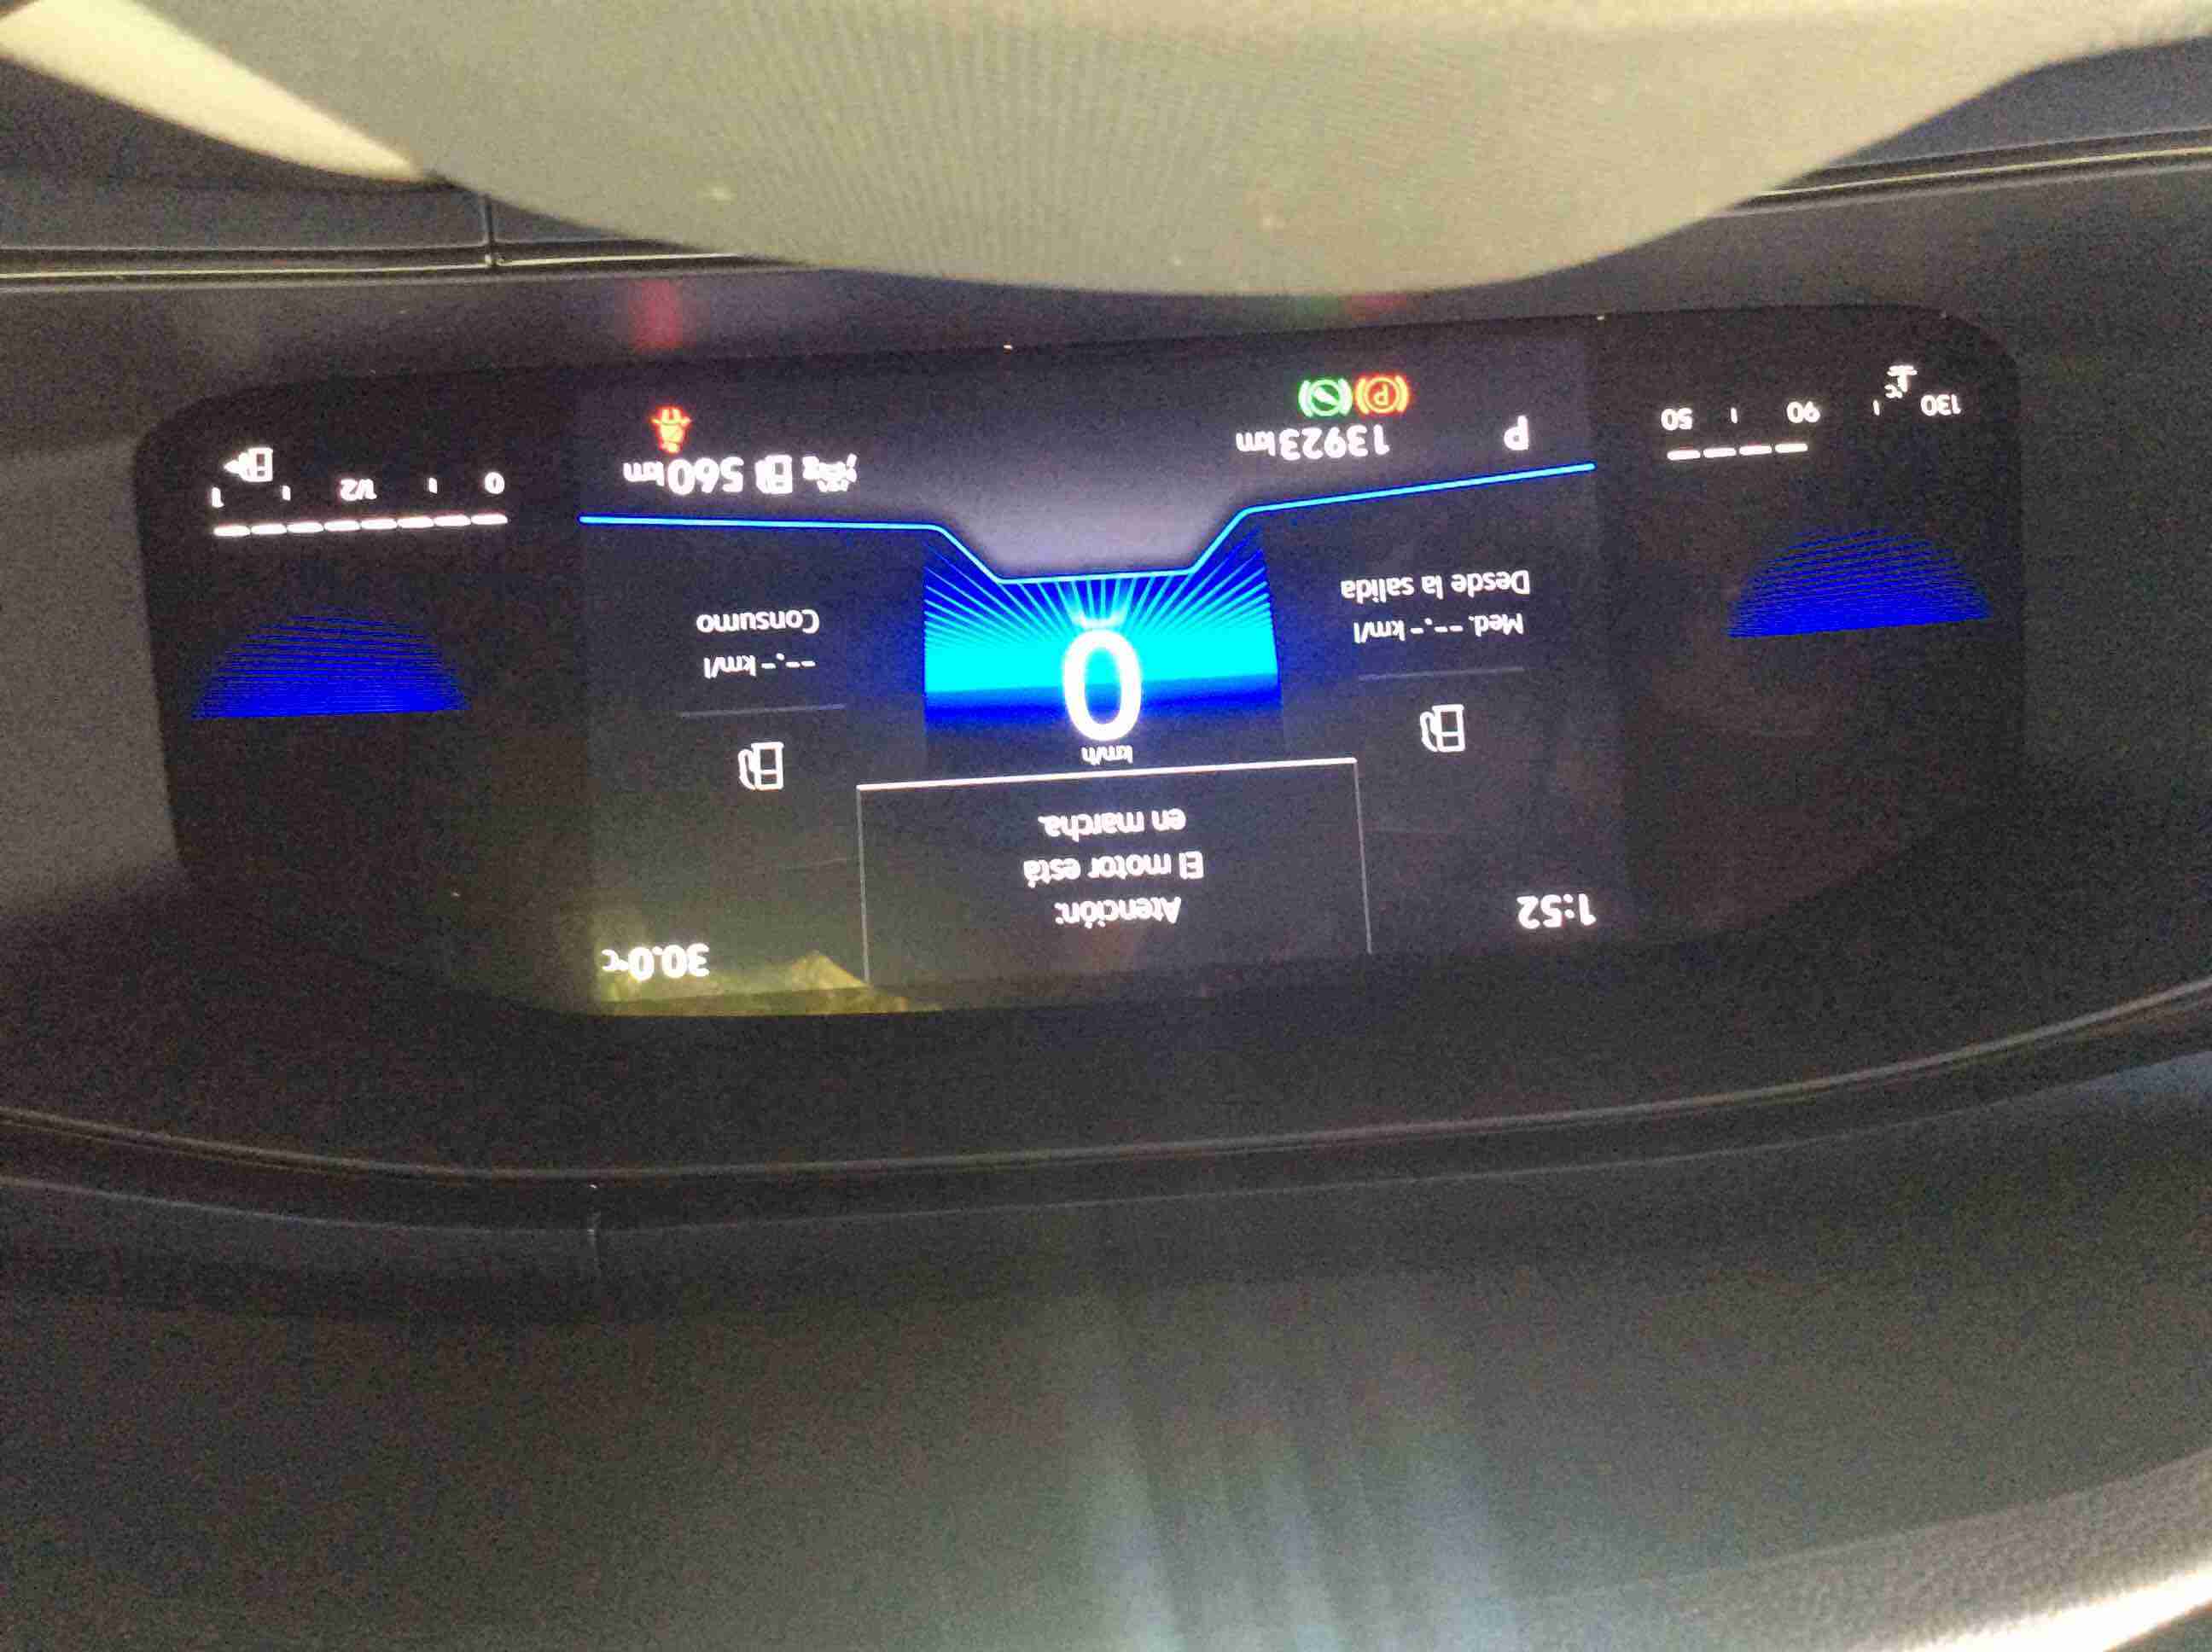 1:52
30.0°C
Atención:
El motor está
en marcha.
km/h
0
Med. --.- km/l
Desde la salida
--.- km/l
Consumo
130 90 50
°C
0 1/2 1
P
13923 km
560 km
P